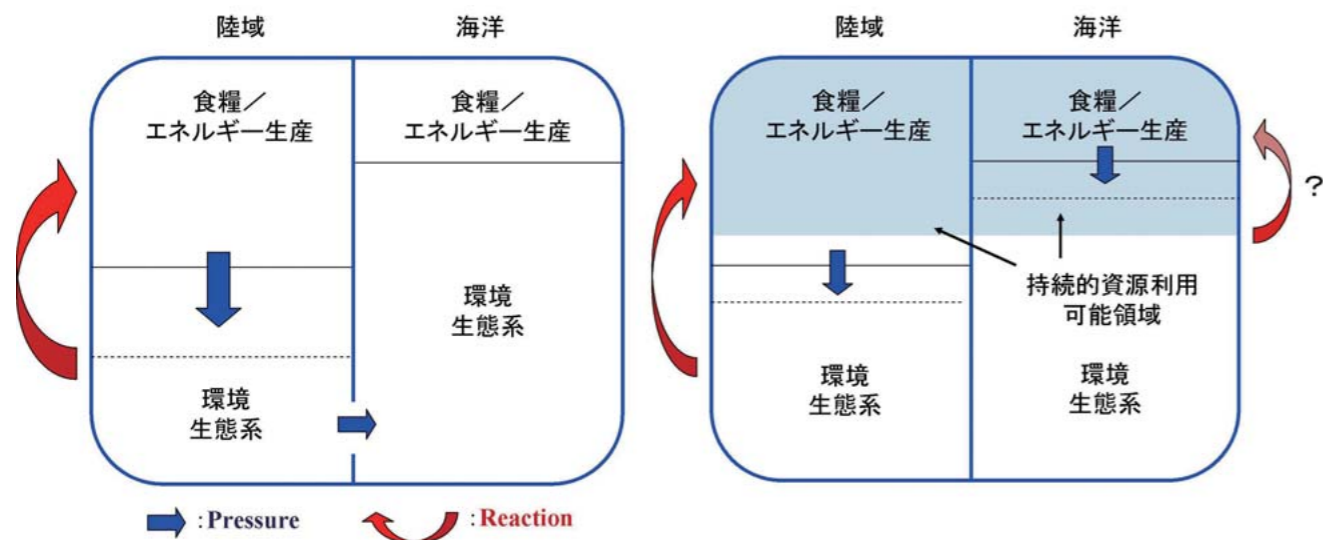 陸域
海洋
食糧／
エネルギー生産
食糧／
エネルギー生産
環境
生態系
環境
生態系
陸域
海洋
食糧/
エネルギー生産
食糧/
エネルギー生産
?
持続的資源利用
可能領域
環境
生態系
環境
生態系
:Pressure
:Reaction